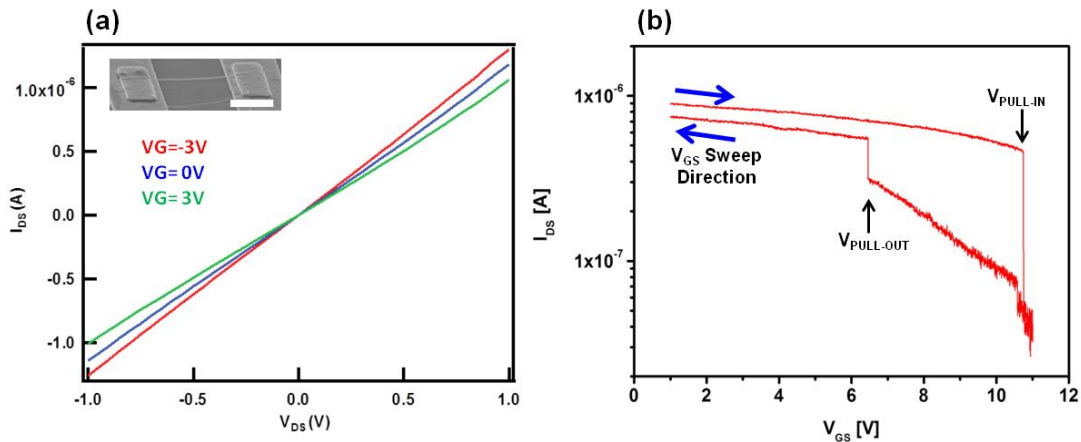 (a)
1.0x10⁻⁶
0.5
0.0
-0.5
-1.0
I_DS (A)
VG=-3V
VG= 0V
VG= 3V
-1.0
-0.5
0.0
0.5
1.0
V_DS (V)
(b)
1x10⁻⁶
1x10⁻⁷
I_DS [A]
V_PULL-IN
V_GS Sweep
Direction
V_PULL-OUT
0
2
4
6
8
10
12
V_GS [V]